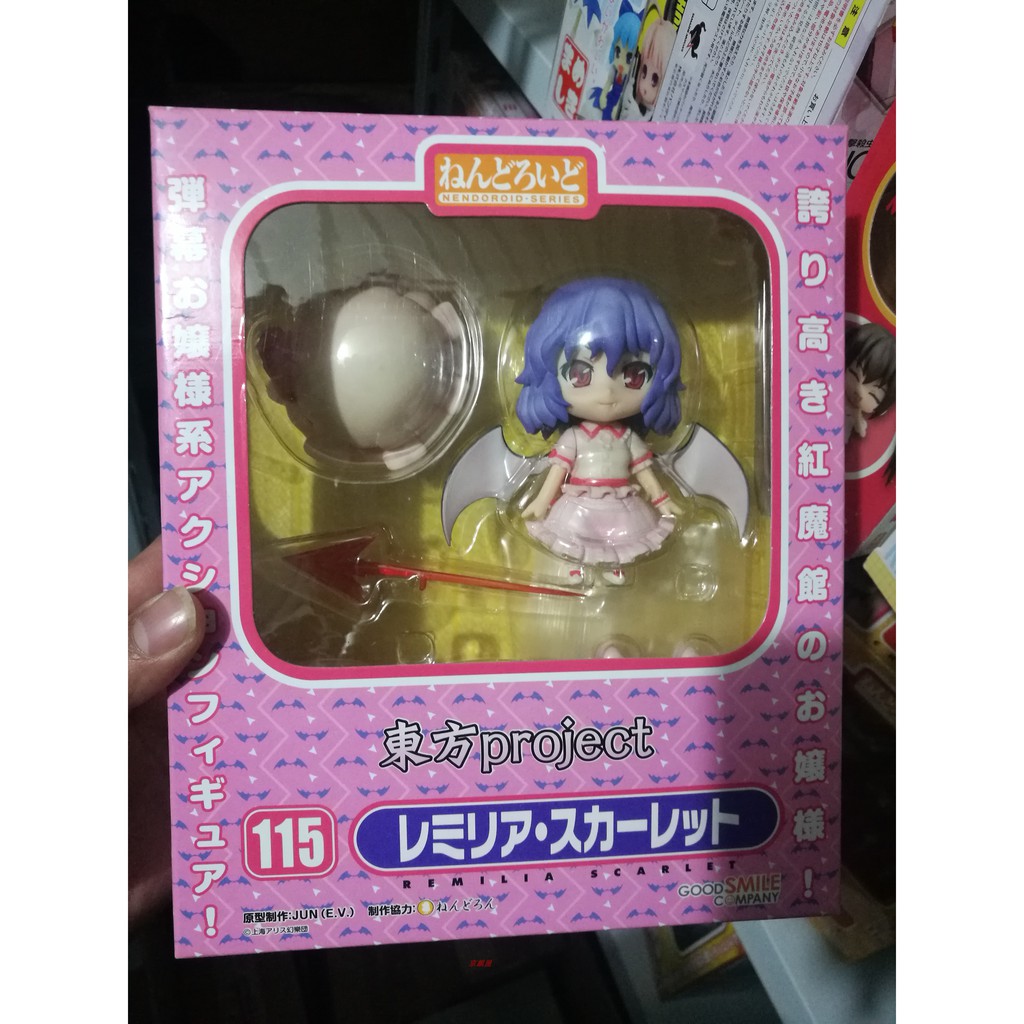 ねんどろいど
NENDOROID・SERIES
弾幕お嬢様系アクションフィギュア!
誇り高き紅魔館のお嬢様!
東方project
115
レミリア・スカーレット
REMILIA SCARLET
GOOD SMILE
COMPANY
原型制作:JUN(E.V.) 制作協力:ねんどろん
©上海アリス幻樂団
注意